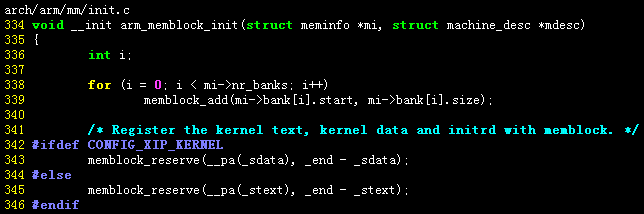 arch/arm/mm/init.c
334 void __init arm_memblock_init(struct meminfo *mi, struct machine_desc *mdesc)
335 {
336         int i;
337
338         for (i = 0; i < mi->nr_banks; i++)
339                 memblock_add(mi->bank[i].start, mi->bank[i].size);
340
341         /* Register the kernel text, kernel data and initrd with memblock. */
342 #ifdef CONFIG_XIP_KERNEL
343         memblock_reserve(__pa(_sdata), _end - _sdata);
344 #else
345         memblock_reserve(__pa(_stext), _end - _stext);
346 #endif